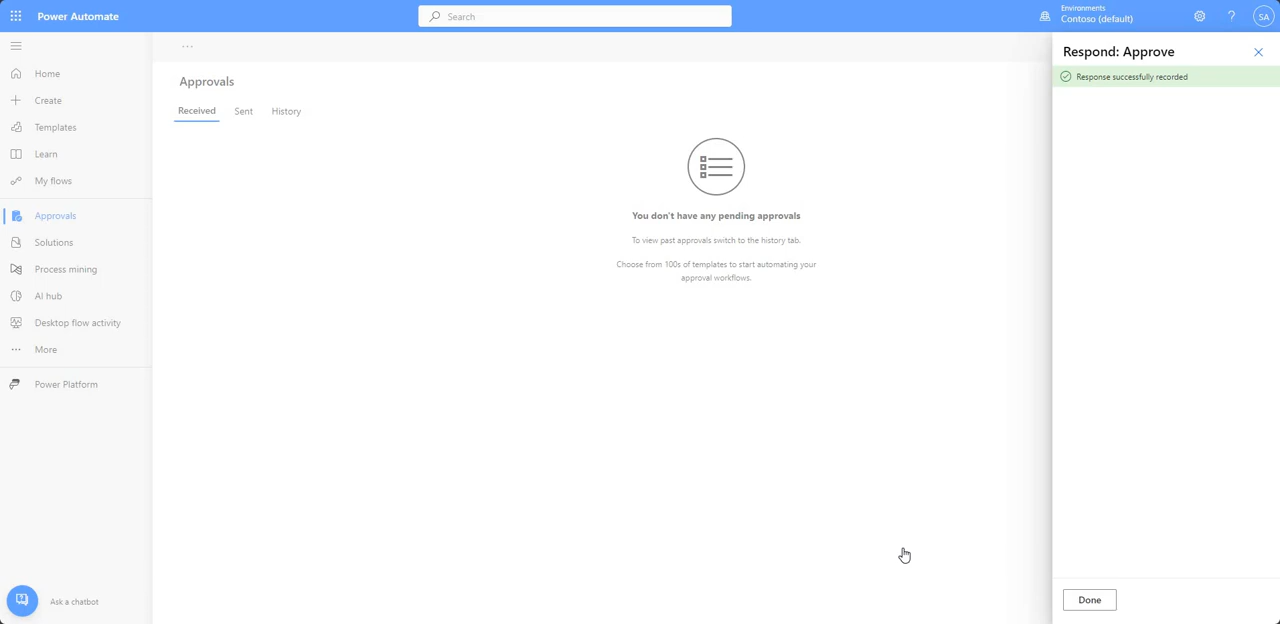 Power Automate
Search
Environments
Contoso (default)
?
SA
Home
Create
Templates
Learn
My flows
Approvals
Solutions
Process mining
AI hub
Desktop flow activity
More
Power Platform
Ask a chatbot
...
Approvals
Received
Sent
History
You don't have any pending approvals
To view past approvals switch to the history tab.
Choose from 100s of templates to start automating your
approval workflows.
Respond: Approve
Response successfully recorded
Done